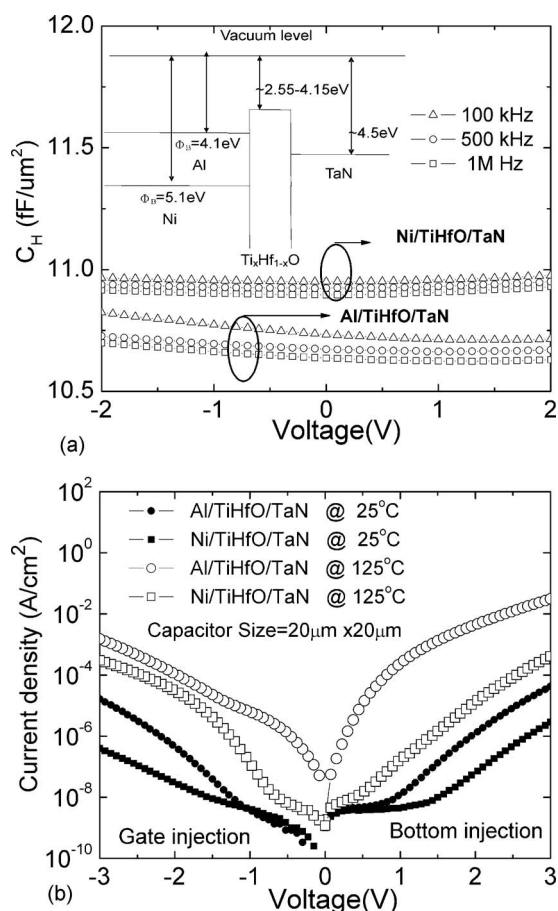 12.0
Vacuum level
~2.55-4.15eV
100 kHz
500 kHz
1M Hz
11.5
Φ_B=4.1eV
~4.5eV
Al
TaN
Φ_B=5.1eV
Ni
Ti_xHf_{1-x}O
Ni/TiHfO/TaN
11.0
Al/TiHfO/TaN
10.5
C_H (fF/um²)
-2 -1 0 1 2
Voltage(V)
(a)
10²
Al/TiHfO/TaN @ 25°C
Ni/TiHfO/TaN @ 25°C
10⁰
Al/TiHfO/TaN @ 125°C
Ni/TiHfO/TaN @ 125°C
10⁻²
Capacitor Size=20μm x20μm
10⁻⁴
10⁻⁶
10⁻⁸
Gate injection
Bottom injection
10⁻¹⁰
Current density (A/cm²)
-3 -2 -1 0 1 2 3
Voltage(V)
(b)